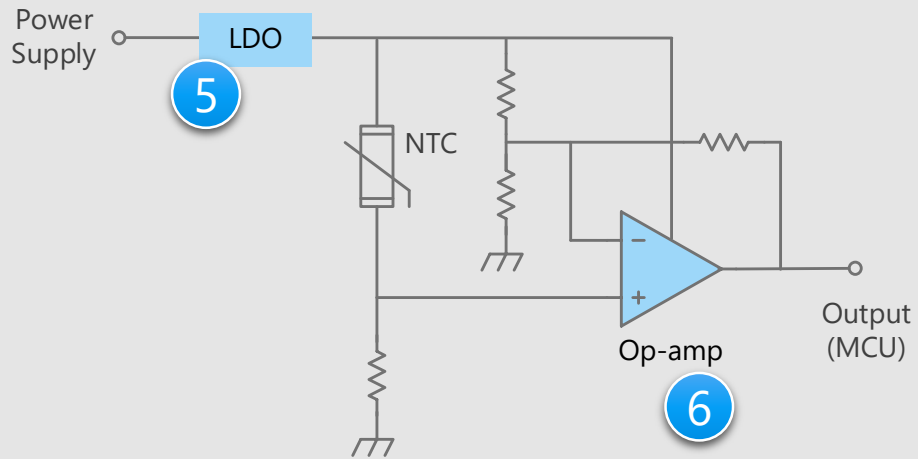 Power
Supply
LDO
5
NTC
−
+
Op-amp
6
Output
(MCU)